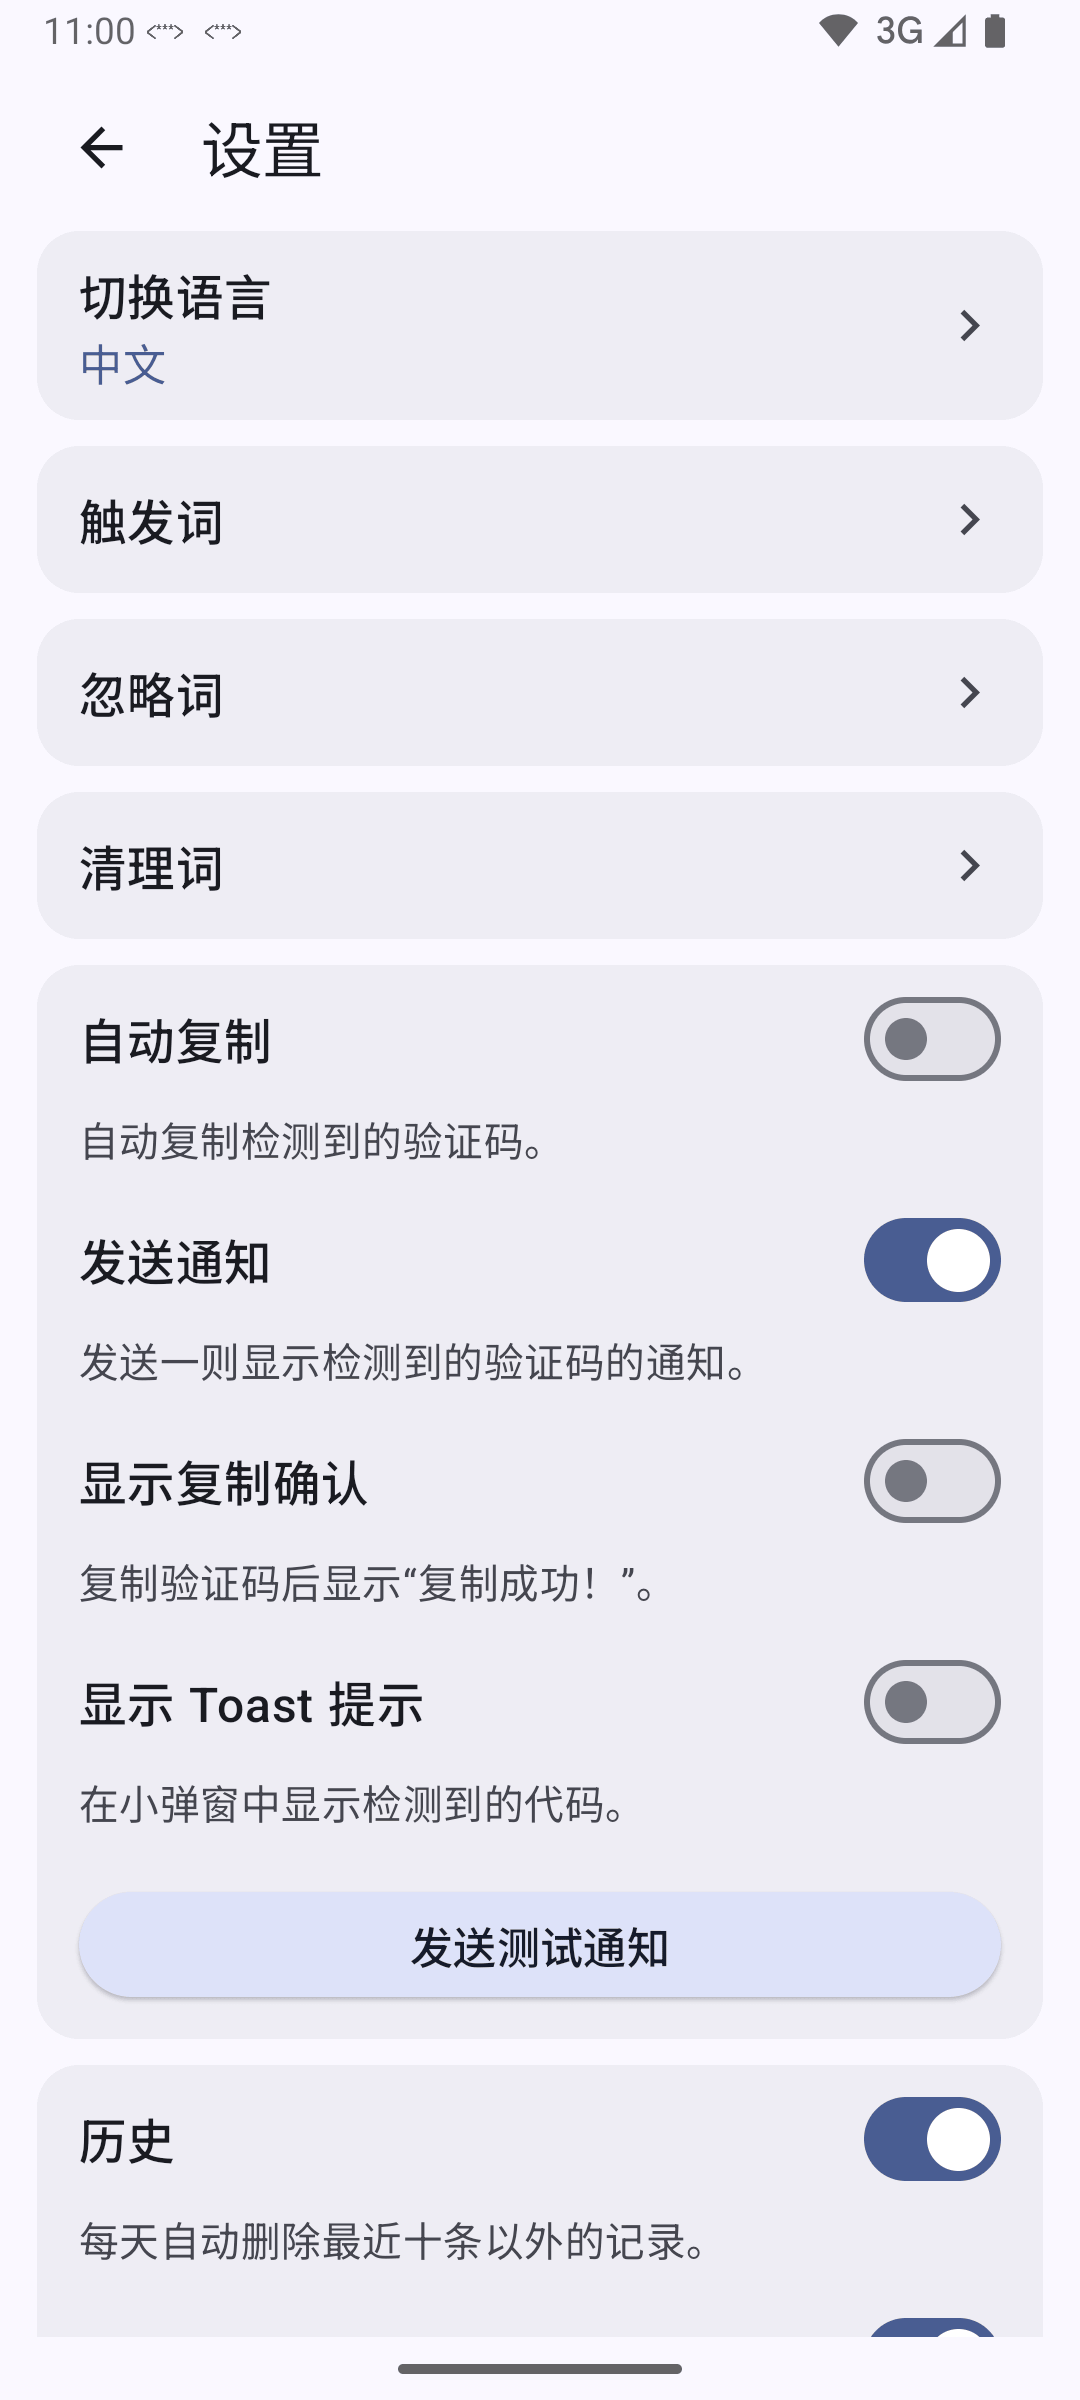 11:00
3G
设置
切换语言
中文
触发词
忽略词
清理词
自动复制
自动复制检测到的验证码。
发送通知
发送一则显示检测到的验证码的通知。
显示复制确认
复制验证码后显示“复制成功！”。
显示 Toast 提示
在小弹窗中显示检测到的代码。
发送测试通知
历史
每天自动删除最近十条以外的记录。